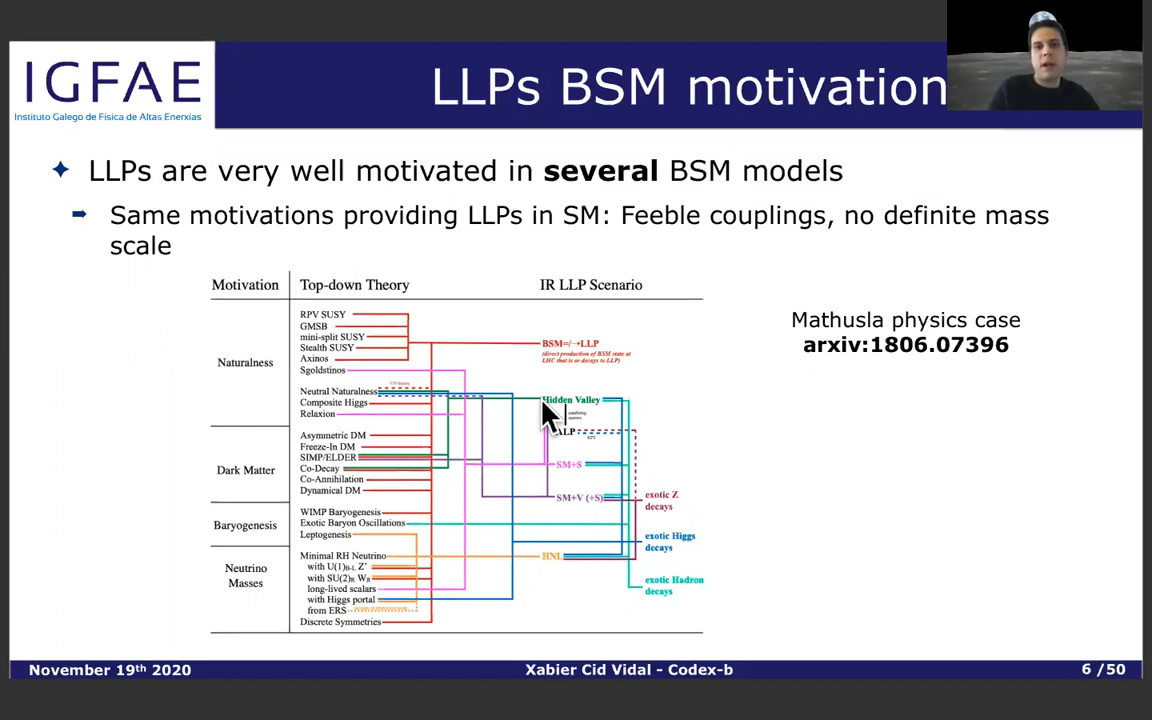 IGFAE
Instituto Galego de Física de Altas Enerxías
LLPs BSM motivation
LLPs are very well motivated in several BSM models
Same motivations providing LLPs in SM: Feeble couplings, no definite mass
scale
Motivation Top-down Theory IR LLP Scenario
Naturalness
RPV SUSY
GMSB
mini-split SUSY
Stealth SUSY
Axinos
Sgoldstinos
Neutral Naturalness
Composite Higgs
Relaxion
Dark Matter
Asymmetric DM
Freeze-In DM
SIMP/ELDER
Co-Decay
Co-Annihilation
Dynamical DM
Baryogenesis
WIMP Baryogenesis
Exotic Baryon Oscillations
Leptogenesis
Neutrino
Masses
Minimal RH Neutrino
with U(1)B-L Z'
with SU(2)R WR
long-lived scalars
with Higgs portal
from ERS
Discrete Symmetries
BSM=/→LLP
(direct production of BSM state at
LHC that is or decays to LLP)
Hidden Valley
confining
sectors
ALP
EFT
SM+S
SM+V (+S)
HNL
exotic Z
decays
exotic Higgs
decays
exotic Hadron
decays
Mathusla physics case
arxiv:1806.07396
November 19th 2020
Xabier Cid Vidal - Codex-b
6 /50